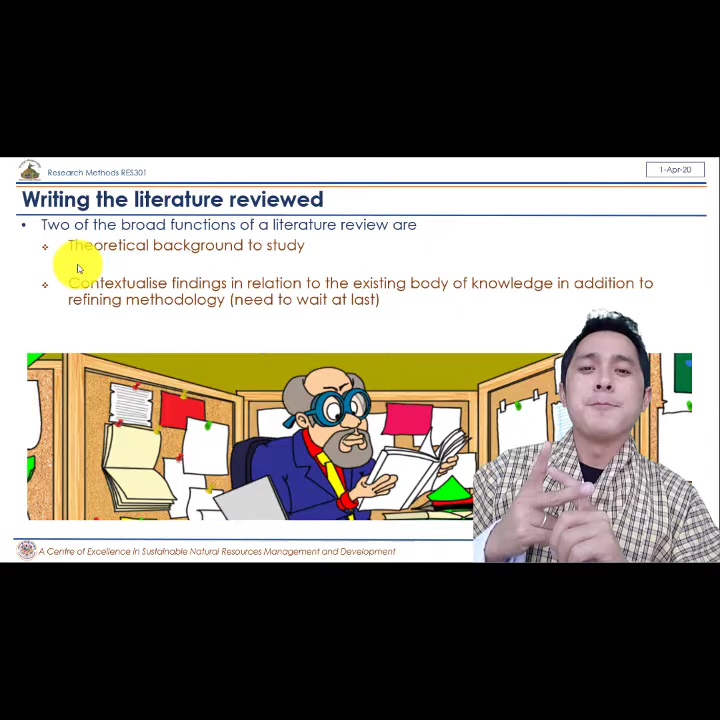 Research Methods RES301
1-Apr-20
Writing the literature reviewed
• Two of the broad functions of a literature review are
Theoretical background to study
Contextualise findings in relation to the existing body of knowledge in addition to
refining methodology (need to wait at last)
A Centre of Excellence in Sustainable Natural Resources Management and Development